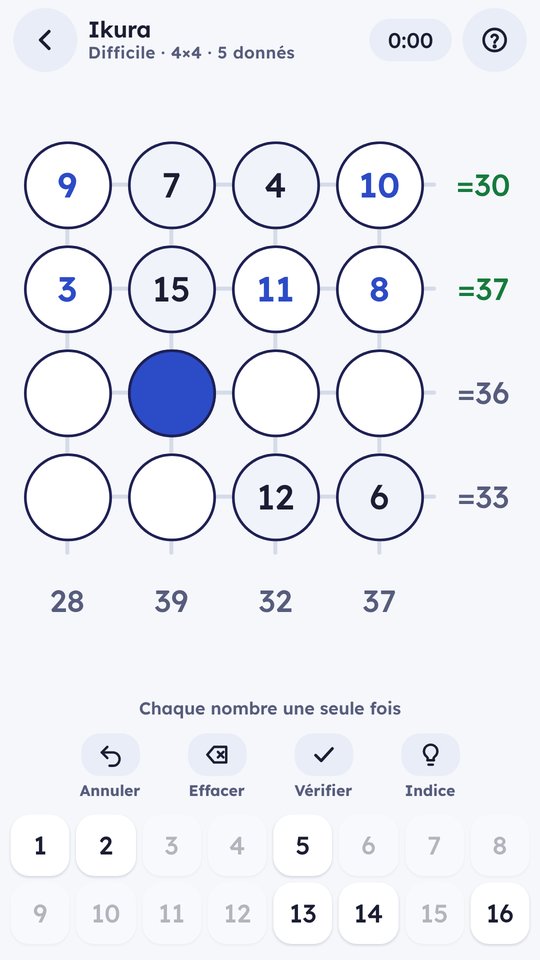 Ikura
Difficile · 4×4 · 5 donnés
0:00
9 7 4 10 =30
3 15 11 8 =37
=36
12 6 =33
28 39 32 37
Chaque nombre une seule fois
Annuler Effacer Vérifier Indice
1 2 3 4 5 6 7 8
9 10 11 12 13 14 15 16